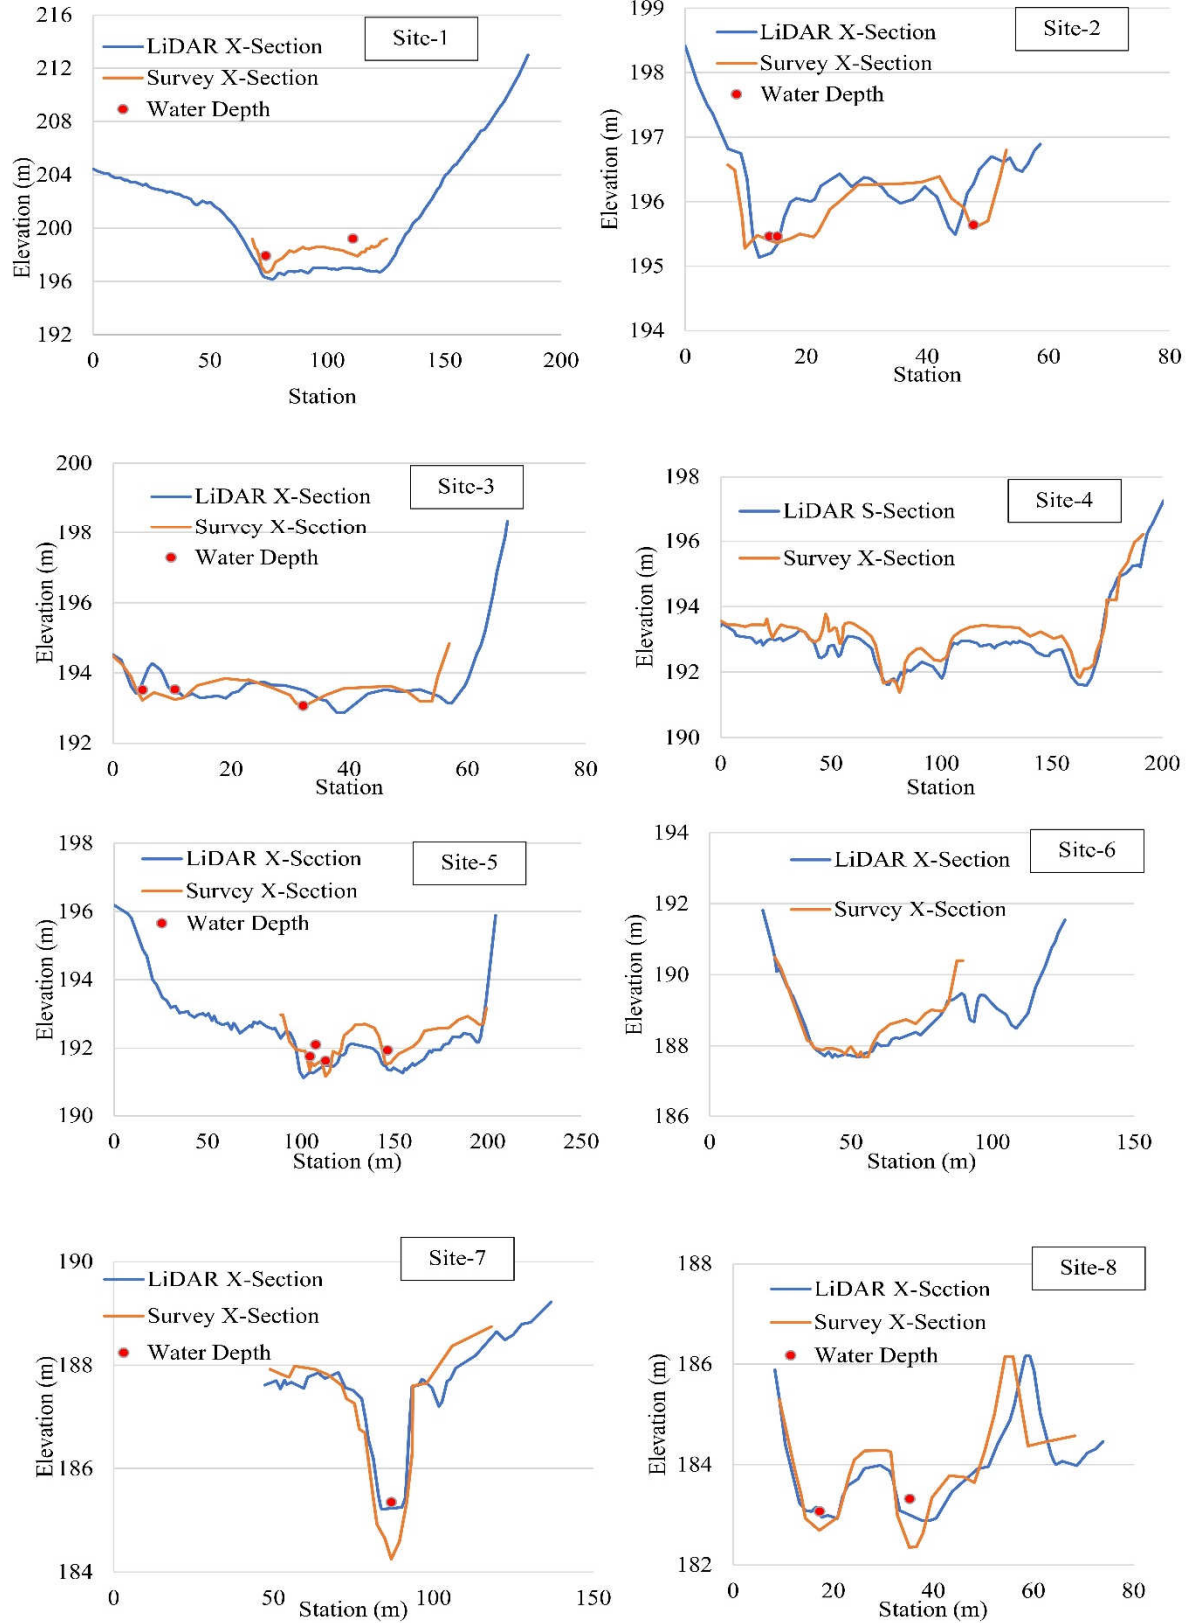 216
LiDAR X-Section
Site-1
212
Survey X-Section
208
Water Depth
Elevation (m)
204
200
196
192
0 50 100 150 200
Station
199
LiDAR X-Section
Site-2
198
Survey X-Section
Water Depth
197
Elevation (m)
196
195
194
0 20 40 60 80
Station
200
LiDAR X-Section
Site-3
198
Survey X-Section
Water Depth
196
Elevation (m)
194
192
0 20 40 60 80
Station
198
LiDAR S-Section
Site-4
196
Survey X-Section
Elevation (m)
194
192
190
0 50 100 150 200
Station
198
LiDAR X-Section
Site-5
Survey X-Section
196
Water Depth
Elevation (m)
194
192
190
0 50 100 150 200 250
Station (m)
194
LiDAR X-Section
Site-6
192
Survey X-Section
Elevation (m)
190
188
186
0 50 100 150
Station (m)
190
LiDAR X-Section
Site-7
Survey X-Section
Water Depth
188
Elevation (m)
186
184
0 50 100 150
Station (m)
188
LiDAR X-Section
Site-8
Survey X-Section
186
Water Depth
Elevation (m)
184
182
0 20 40 60 80
Station (m)